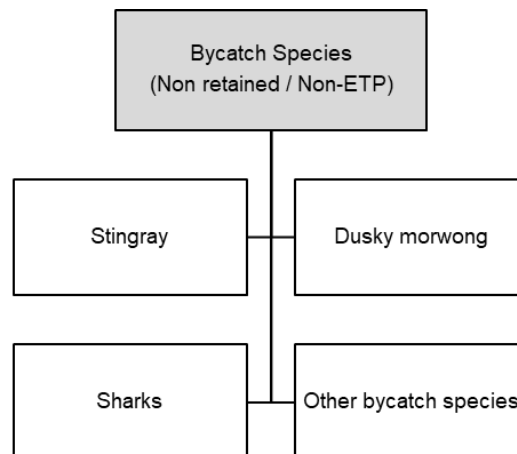 Bycatch Species
(Non retained / Non-ETP)
Stingray
Dusky morwong
Sharks
Other bycatch species